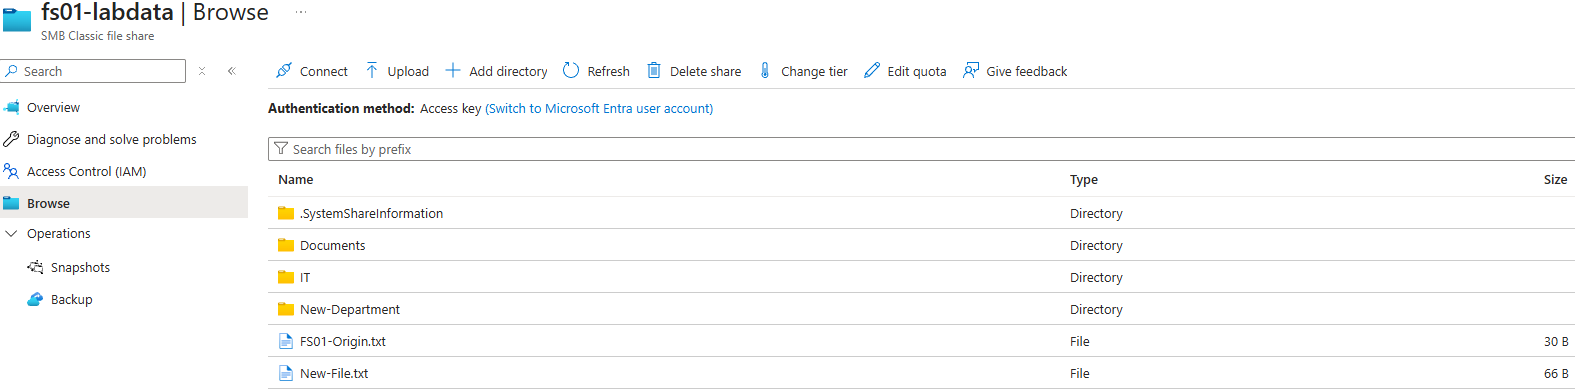 fs01-labdata | Browse ...
SMB Classic file share
Search
Overview
Diagnose and solve problems
Access Control (IAM)
Browse
Operations
Snapshots
Backup
Connect Upload Add directory Refresh Delete share Change tier Edit quota Give feedback
Authentication method: Access key (Switch to Microsoft Entra user account)
Search files by prefix
Name Type Size
.SystemShareInformation Directory
Documents Directory
IT Directory
New-Department Directory
FS01-Origin.txt File 30 B
New-File.txt File 66 B